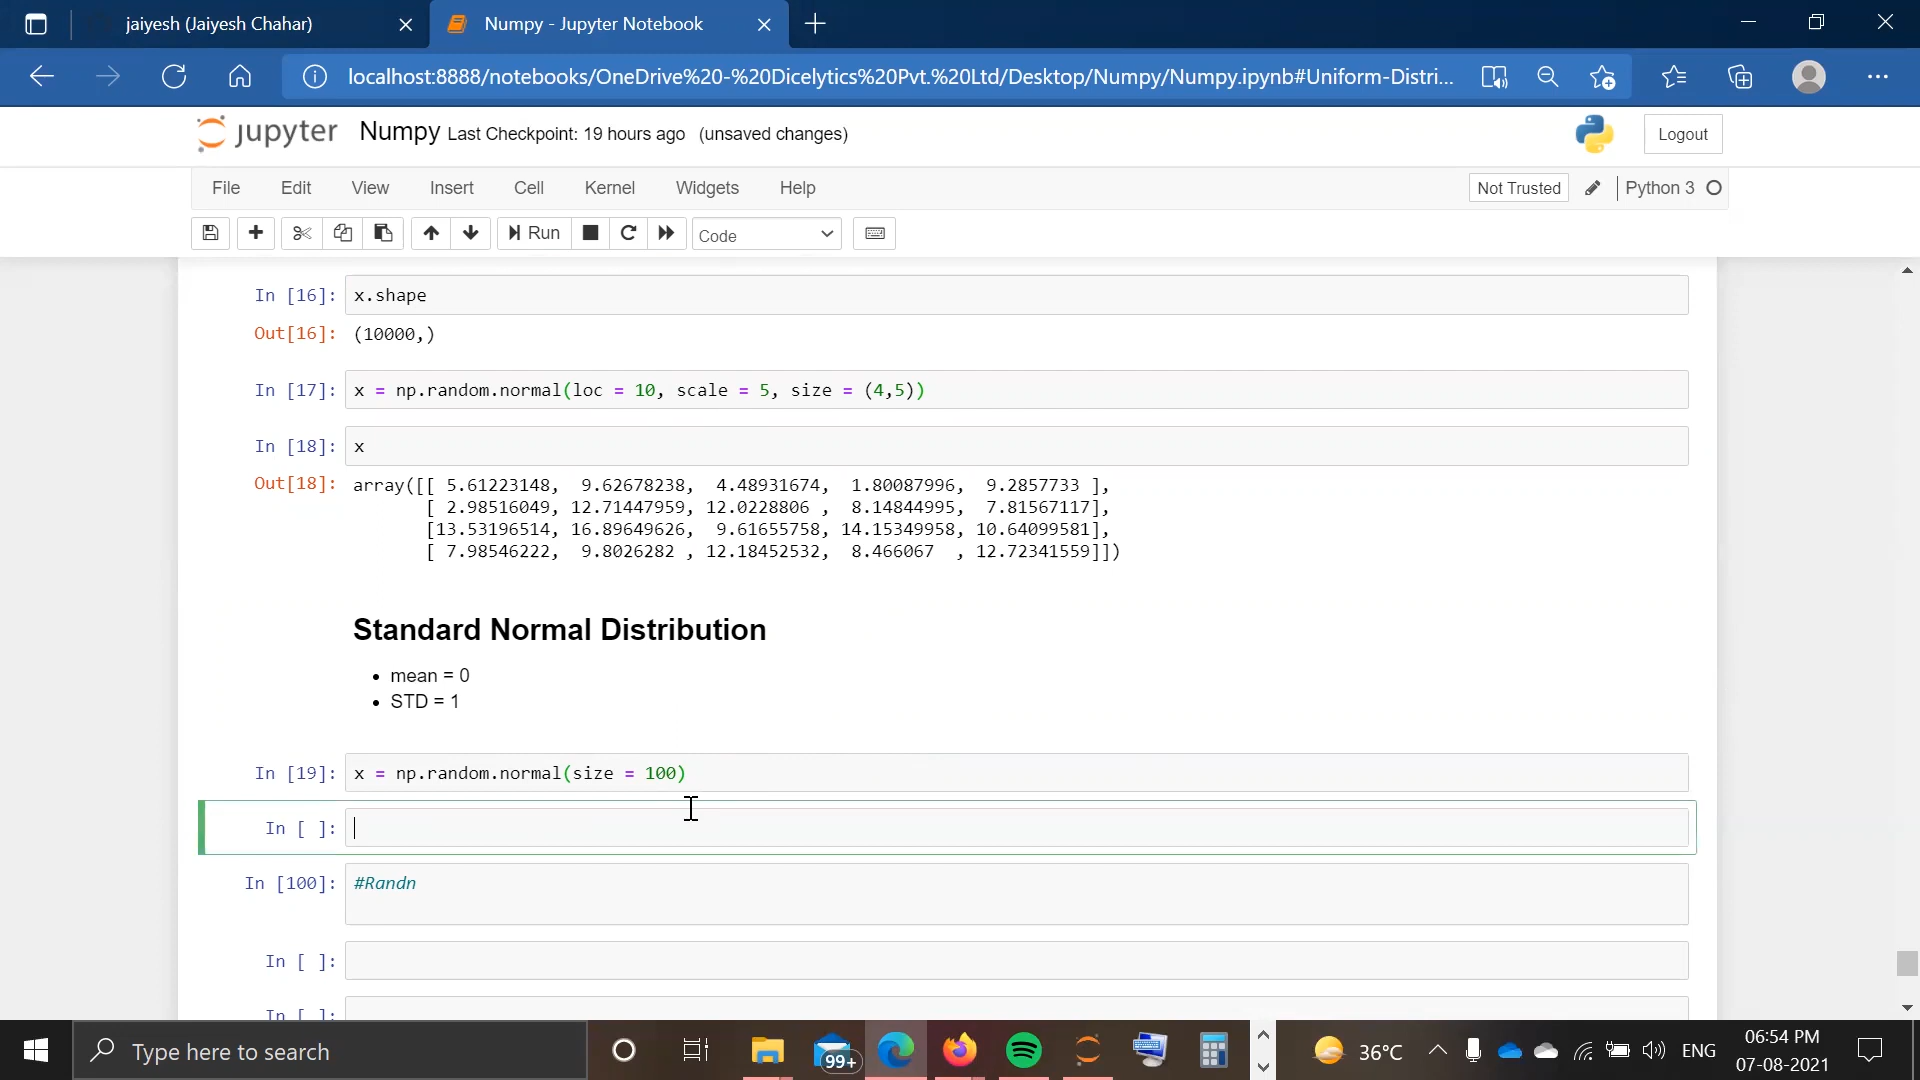 jaiyesh (Jaiyesh Chahar)
Numpy - Jupyter Notebook
localhost:8888/notebooks/OneDrive%20-%20Dicelytics%20Pvt.%20Ltd/Desktop/Numpy/Numpy.ipynb#Uniform-Distri...
jupyter Numpy Last Checkpoint: 19 hours ago (unsaved changes)
Logout
File Edit View Insert Cell Kernel Widgets Help
Not Trusted Python 3
Run Code
In [16]: x.shape
Out[16]: (10000,)
In [17]: x = np.random.normal(loc = 10, scale = 5, size = (4,5))
In [18]: x
Out[18]: array([[ 5.61223148,  9.62678238,  4.48931674,  1.80087996,  9.2857733 ],
[ 2.98516049, 12.71447959, 12.0228806 ,  8.14844995,  7.81567117],
[13.53196514, 16.89649626,  9.61655758, 14.15349958, 10.64099581],
[ 7.98546222,  9.8026282 , 12.18452532,  8.466067  , 12.72341559]])
Standard Normal Distribution
• mean = 0
• STD = 1
In [19]: x = np.random.normal(size = 100)
In [ ]:
In [100]: #Randn
In [ ]:
In [ ]:
Type here to search
99+
36°C
ENG
06:54 PM
07-08-2021